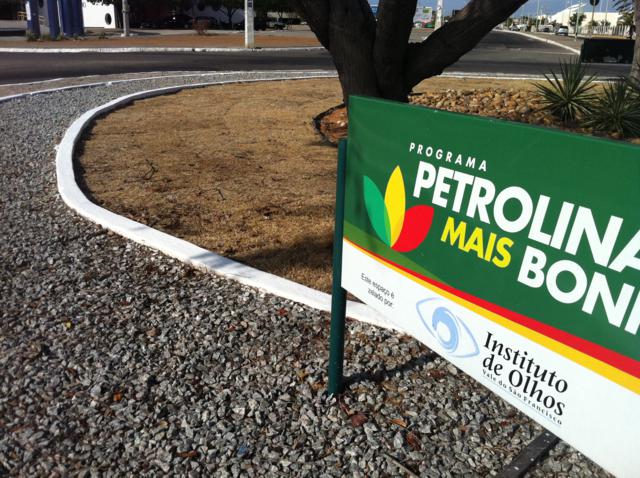 PROGRAMA
PETROLINA
MAIS BONI
Este espaço é
zelado por:
Instituto
de Olhos
Vale do São Francisco